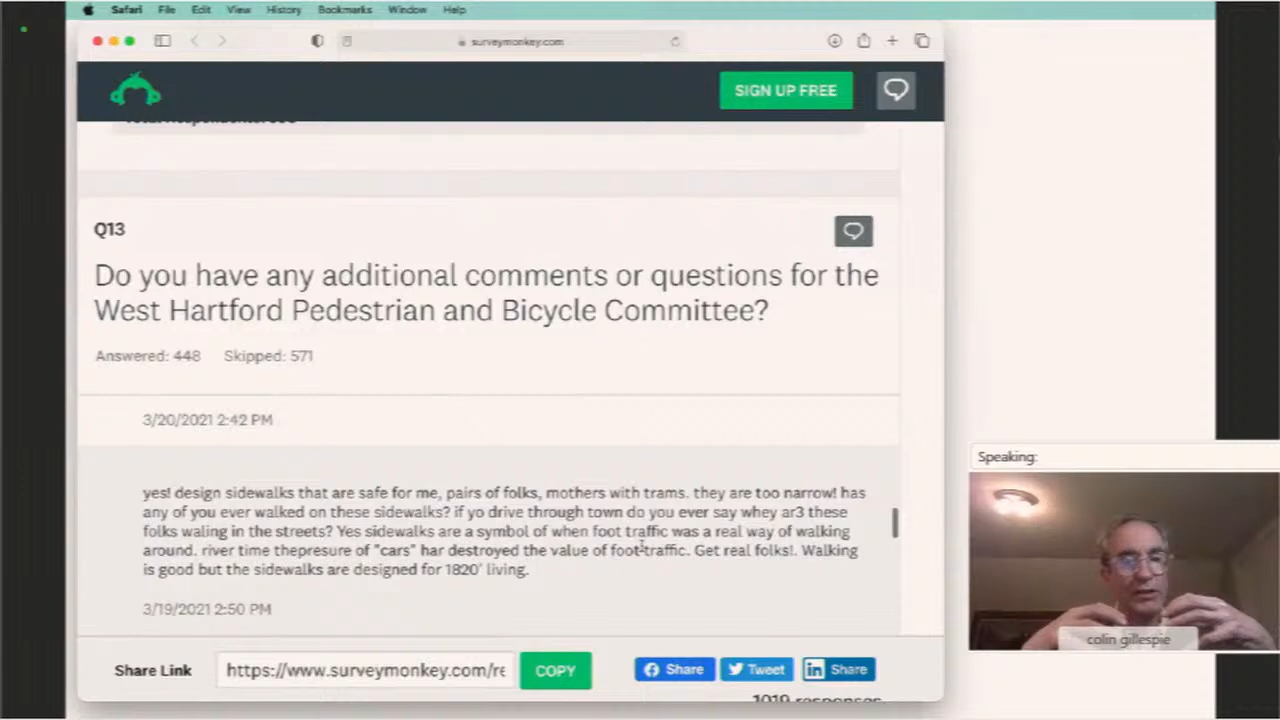 Safari File Edit View History Bookmarks Window Help
surveymonkey.com
SIGN UP FREE
Q13
Do you have any additional comments or questions for the
West Hartford Pedestrian and Bicycle Committee?
Answered: 448 Skipped: 571
3/20/2021 2:42 PM
yes! design sidewalks that are safe for me, pairs of folks, mothers with trams. they are too narrow! has
any of you ever walked on these sidewalks? if yo drive through town do you ever say whey ar3 these
folks waling in the streets? Yes sidewalks are a symbol of when foot traffic was a real way of walking
around. river time thepresure of "cars" har destroyed the value of foot traffic. Get real folks!. Walking
is good but the sidewalks are designed for 1820' living.
3/19/2021 2:50 PM
Share Link https://www.surveymonkey.com/re COPY Share Tweet Share
1019 responses
Speaking:
colin gillespie